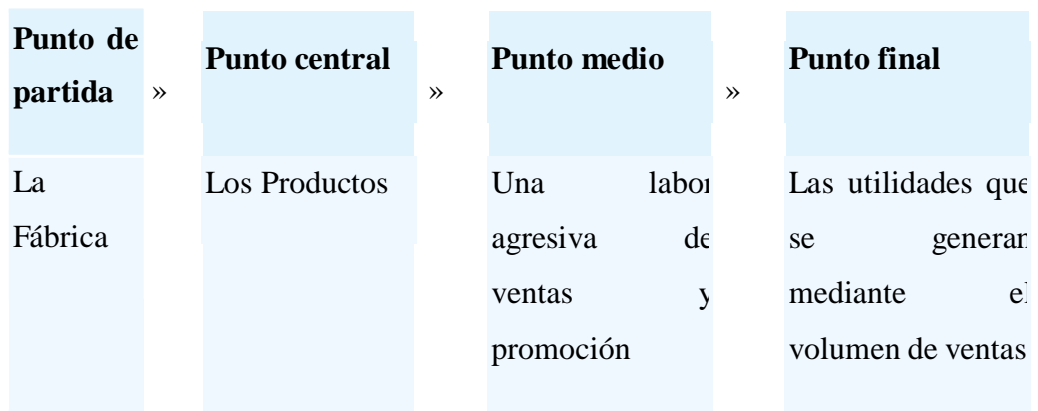 Punto de partida » Punto central » Punto medio » Punto final
La Fábrica
Los Productos
Una labor
agresiva de
ventas y
promoción
Las utilidades que
se generan
mediante el
volumen de ventas